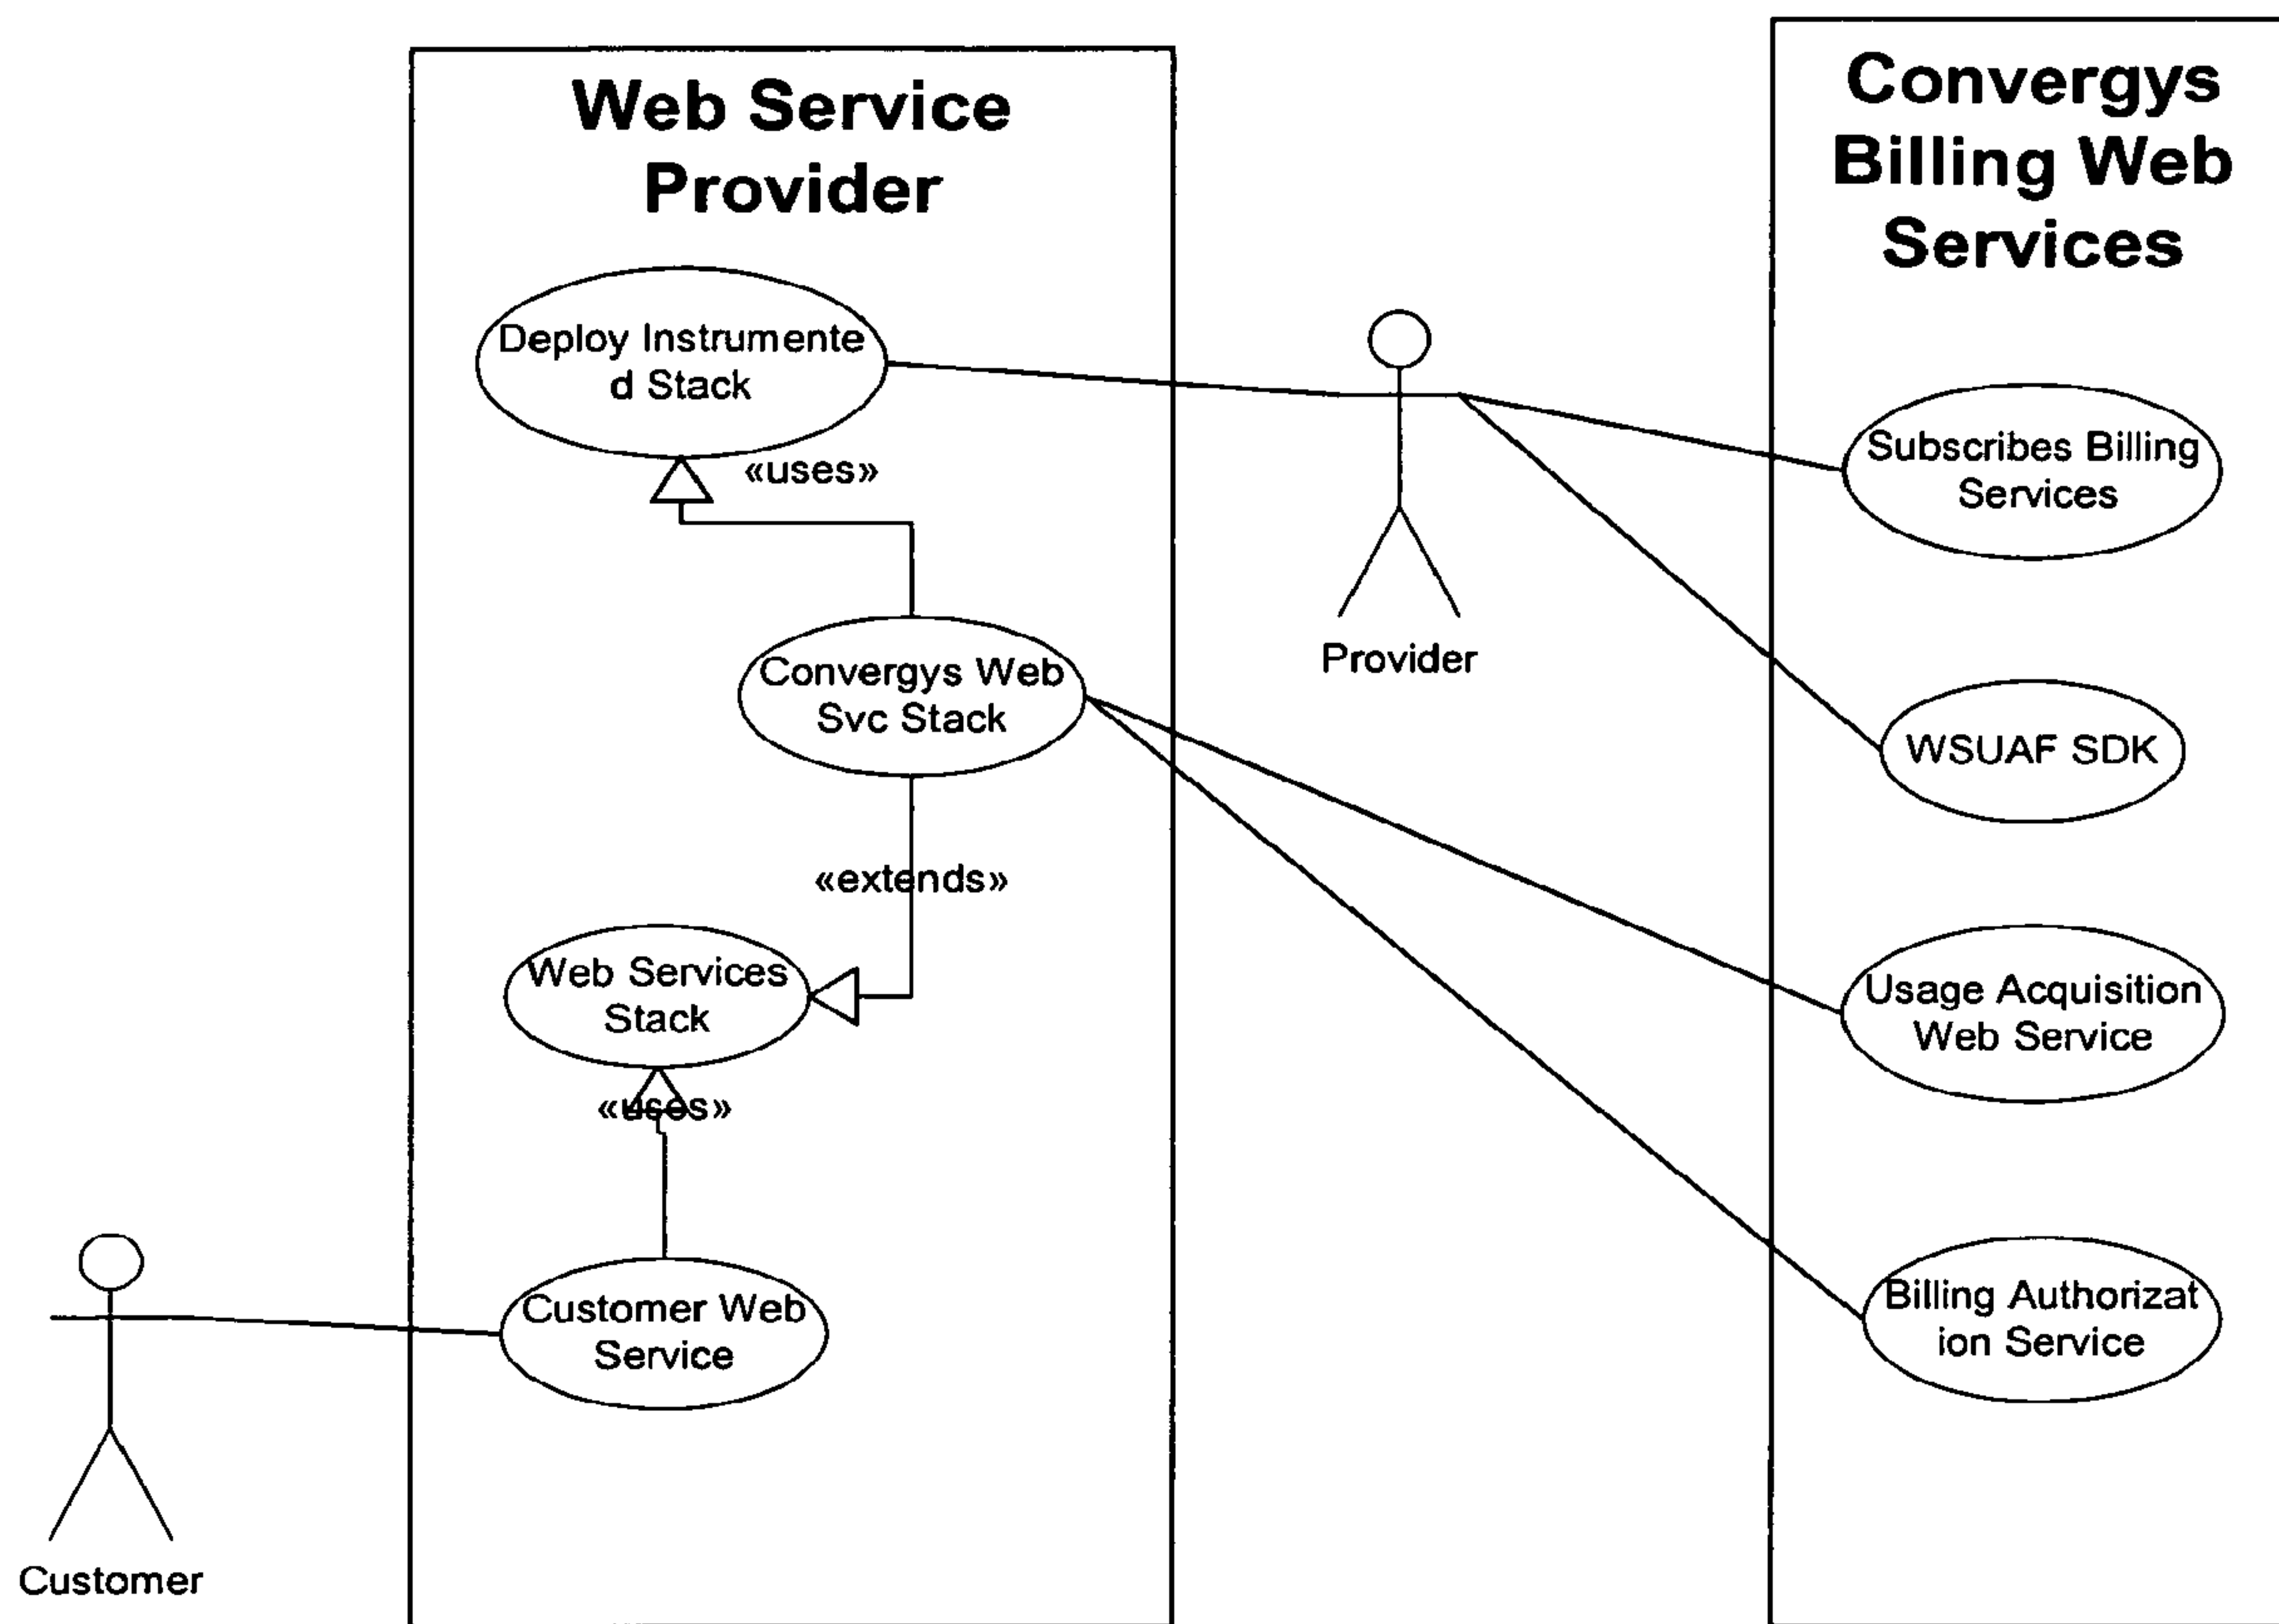 Web Service
Provider
Deploy Instrumente
d Stack
«uses»
Convergys Web
Svc Stack
«extends»
Web Services
Stack
«uses»
Customer Web
Service
Customer
Provider
Convergys
Billing Web
Services
Subscribes Billing
Services
WSUAF SDK
Usage Acquisition
Web Service
Billing Authorizat
ion Service